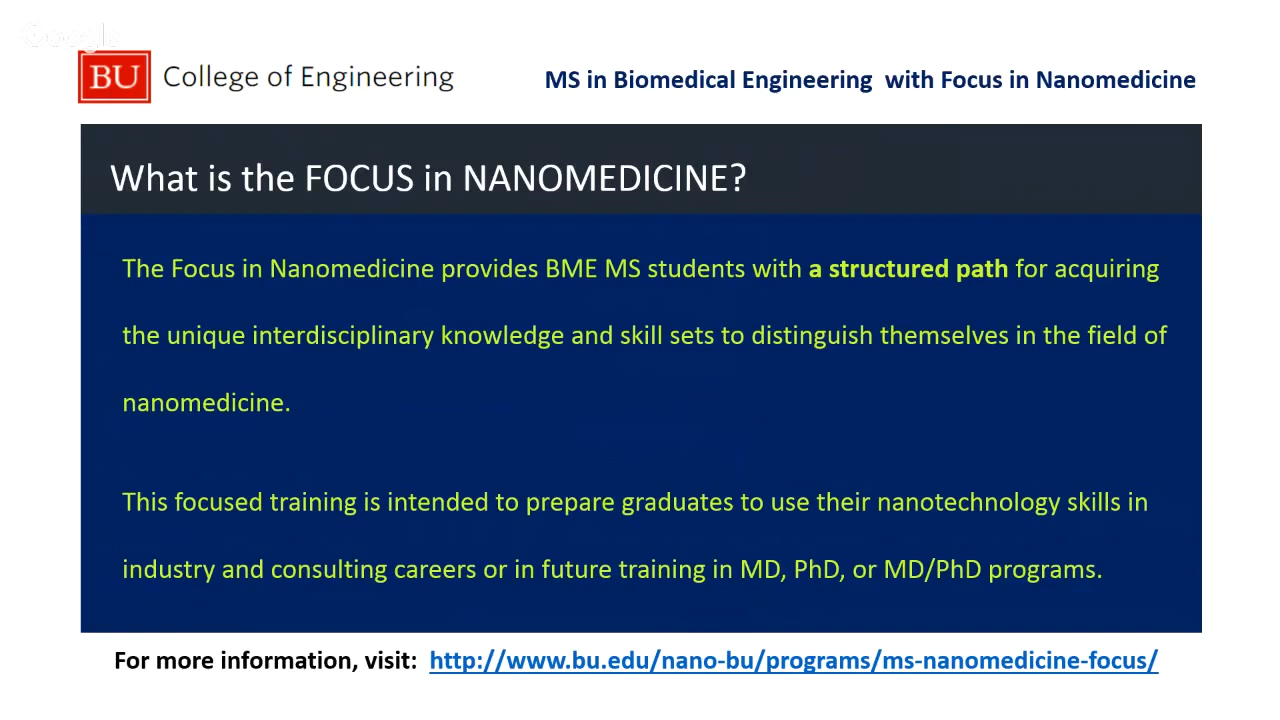 Google
BU College of Engineering
MS in Biomedical Engineering with Focus in Nanomedicine
What is the FOCUS in NANOMEDICINE?
The Focus in Nanomedicine provides BME MS students with a structured path for acquiring
the unique interdisciplinary knowledge and skill sets to distinguish themselves in the field of
nanomedicine.
This focused training is intended to prepare graduates to use their nanotechnology skills in
industry and consulting careers or in future training in MD, PhD, or MD/PhD programs.
For more information, visit: http://www.bu.edu/nano-bu/programs/ms-nanomedicine-focus/